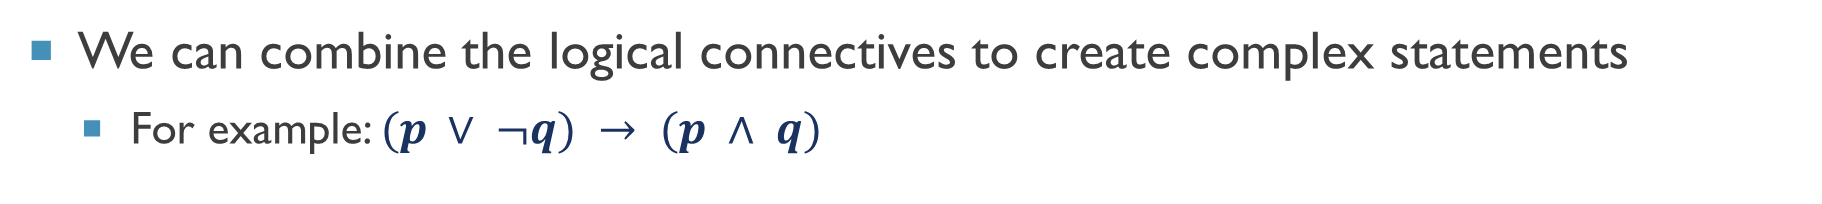 We can combine the logical connectives to create complex statements
For example: (p ∨ ¬q) → (p ∧ q)